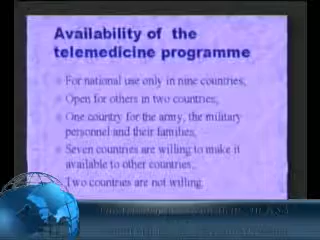 Availability of the
telemedicine programme
For national use only in nine countries,
Open for others in two countries,
One country for the army, the military
personnel and their families,
Seven countries are willing to make it
available to other countries,
Two countries are not willing.